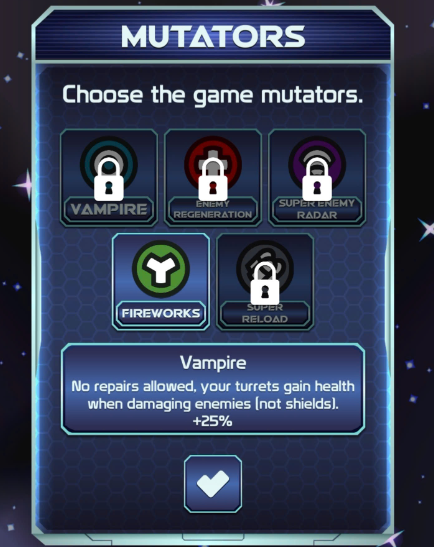 MUTATORS
Choose the game mutators.
VAMPIRE
ENEMY
REGENERATION
SUPER ENEMY
RADAR
FIREWORKS
SUPER
RELOAD
Vampire
No repairs allowed, your turrets gain health
when damaging enemies (not shields).
+25%